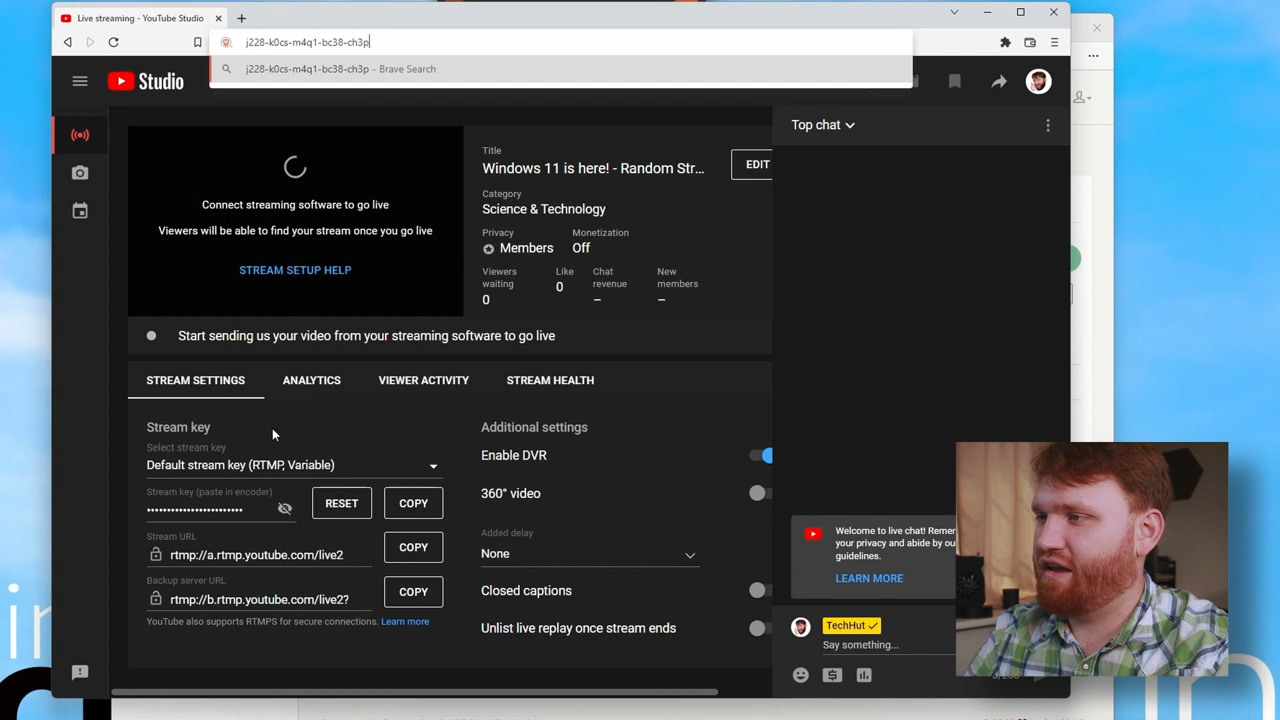 Live streaming - YouTube Studio
j228-k0cs-m4q1-bc38-ch3p
j228-k0cs-m4q1-bc38-ch3p - Brave Search
Studio
Connect streaming software to go live
Viewers will be able to find your stream once you go live
STREAM SETUP HELP
Title
Windows 11 is here! - Random Str...
EDIT
Category
Science & Technology
Privacy
Members
Monetization
Off
Viewers waiting
0
Like
0
Chat revenue
–
New members
–
Start sending us your video from your streaming software to go live
STREAM SETTINGS
ANALYTICS
VIEWER ACTIVITY
STREAM HEALTH
Stream key
Select stream key
Default stream key (RTMP, Variable)
Stream key (paste in encoder)
••••••••••••••••••••••••
RESET
COPY
Stream URL
rtmp://a.rtmp.youtube.com/live2
COPY
Backup server URL
rtmp://b.rtmp.youtube.com/live2?
COPY
YouTube also supports RTMPS for secure connections. Learn more
Additional settings
Enable DVR
360° video
Added delay
None
Closed captions
Unlist live replay once stream ends
Top chat
Welcome to live chat! Remem
your privacy and abide by ou
guidelines.
LEARN MORE
TechHut
Say something...
in
in